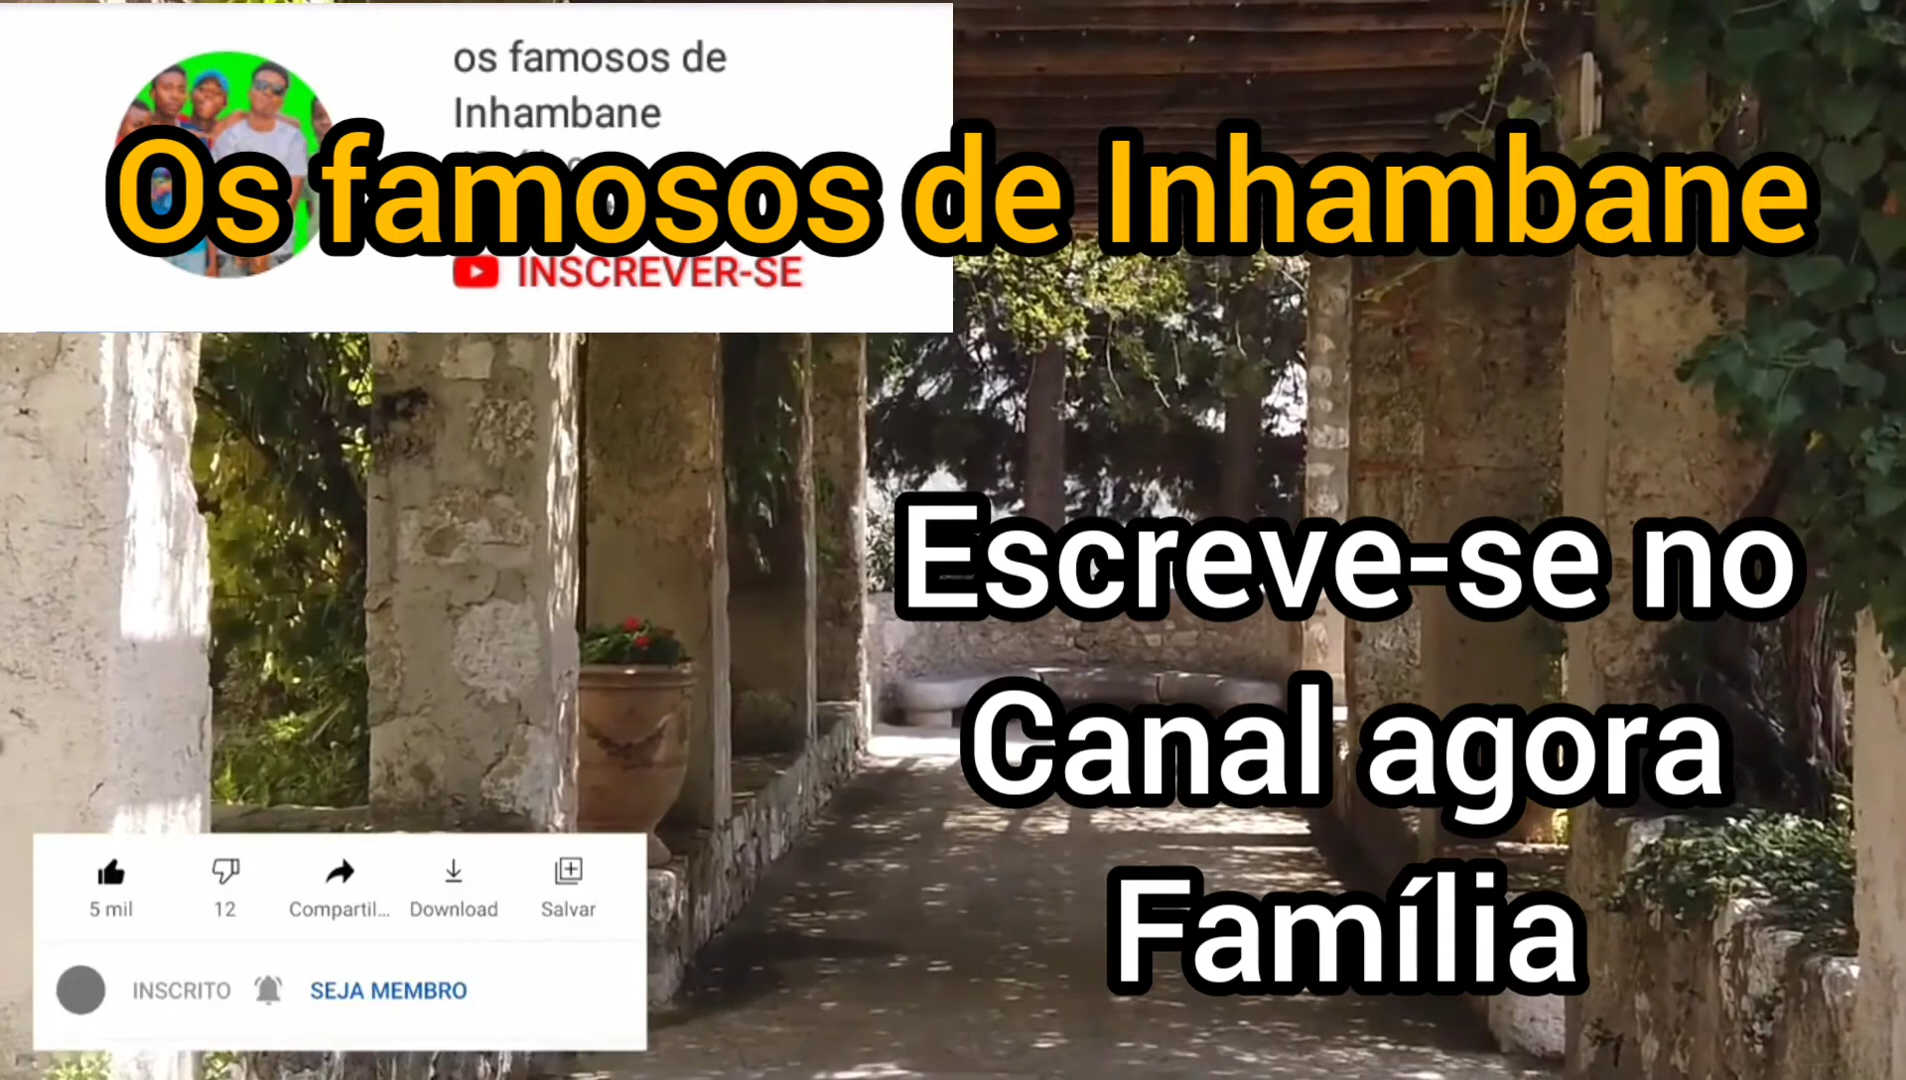 os famosos de
Inhambane
Os famosos de Inhambane
INSCREVER-SE
Escreve-se no
Canal agora
Família
5 mil
12
Compartil...
Download
Salvar
INSCRITO
SEJA MEMBRO